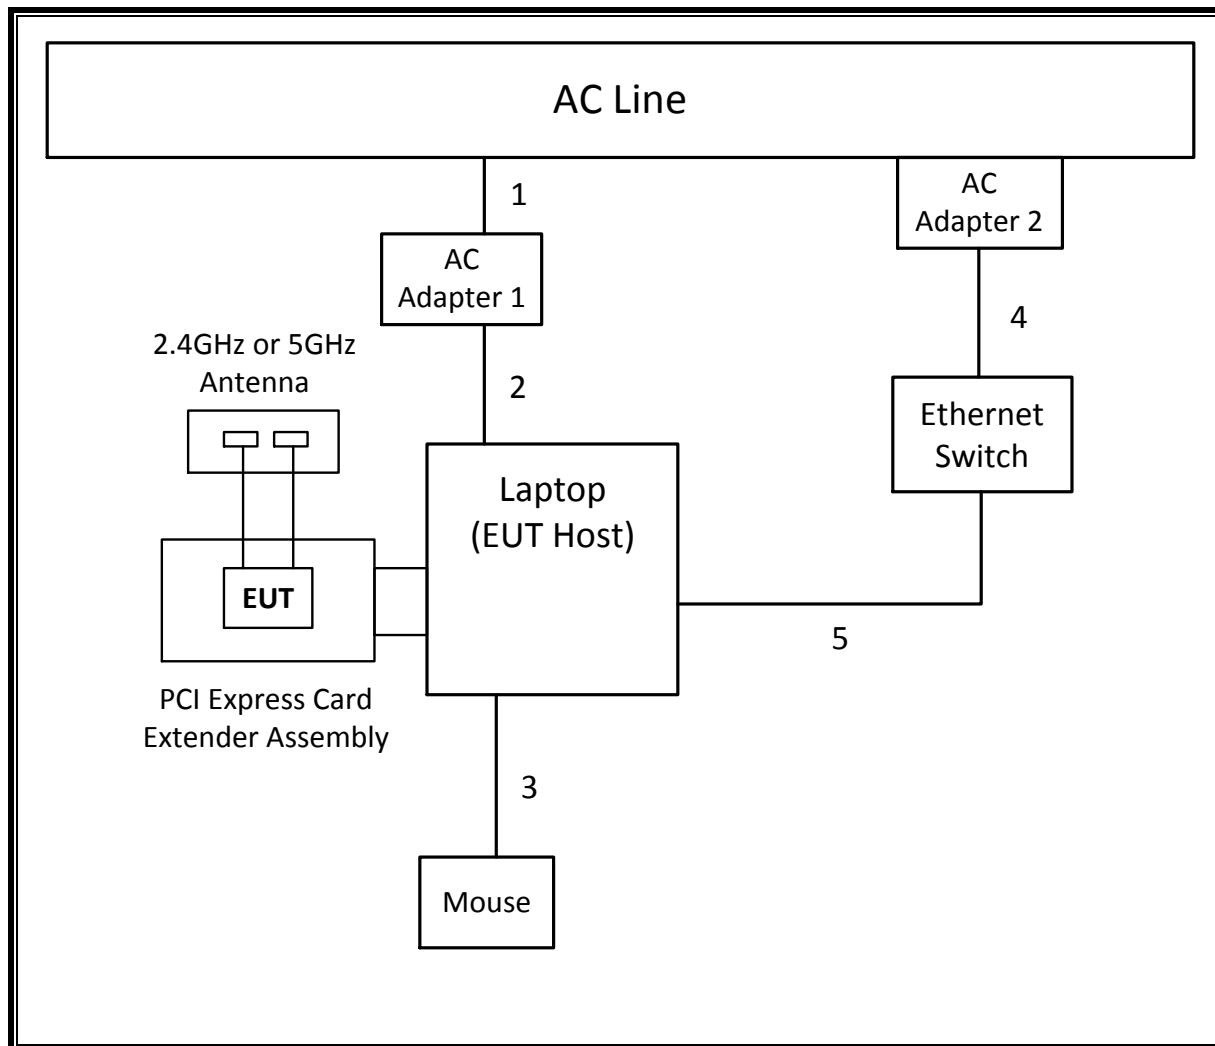 AC Line
1
AC
Adapter 2
AC
Adapter 1
4
2.4GHz or 5GHz
Antenna
2
Ethernet
Switch
Laptop
(EUT Host)
EUT
5
PCI Express Card
Extender Assembly
3
Mouse